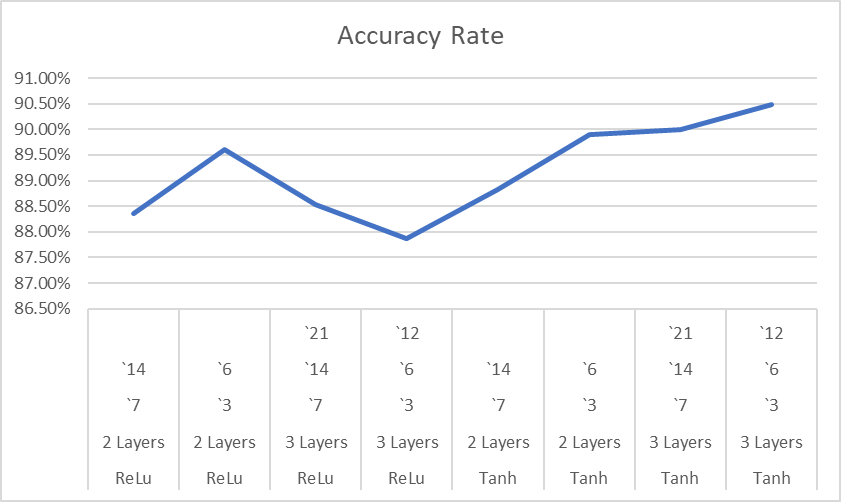 Accuracy Rate
91.00%
90.50%
90.00%
89.50%
89.00%
88.50%
88.00%
87.50%
87.00%
86.50%
`21 `12 `21 `12
`14 `6 `14 `6 `14 `6 `14 `6
`7 `3 `7 `3 `7 `3 `7 `3
2 Layers 2 Layers 3 Layers 3 Layers 2 Layers 2 Layers 3 Layers 3 Layers
ReLu ReLu ReLu ReLu Tanh Tanh Tanh Tanh